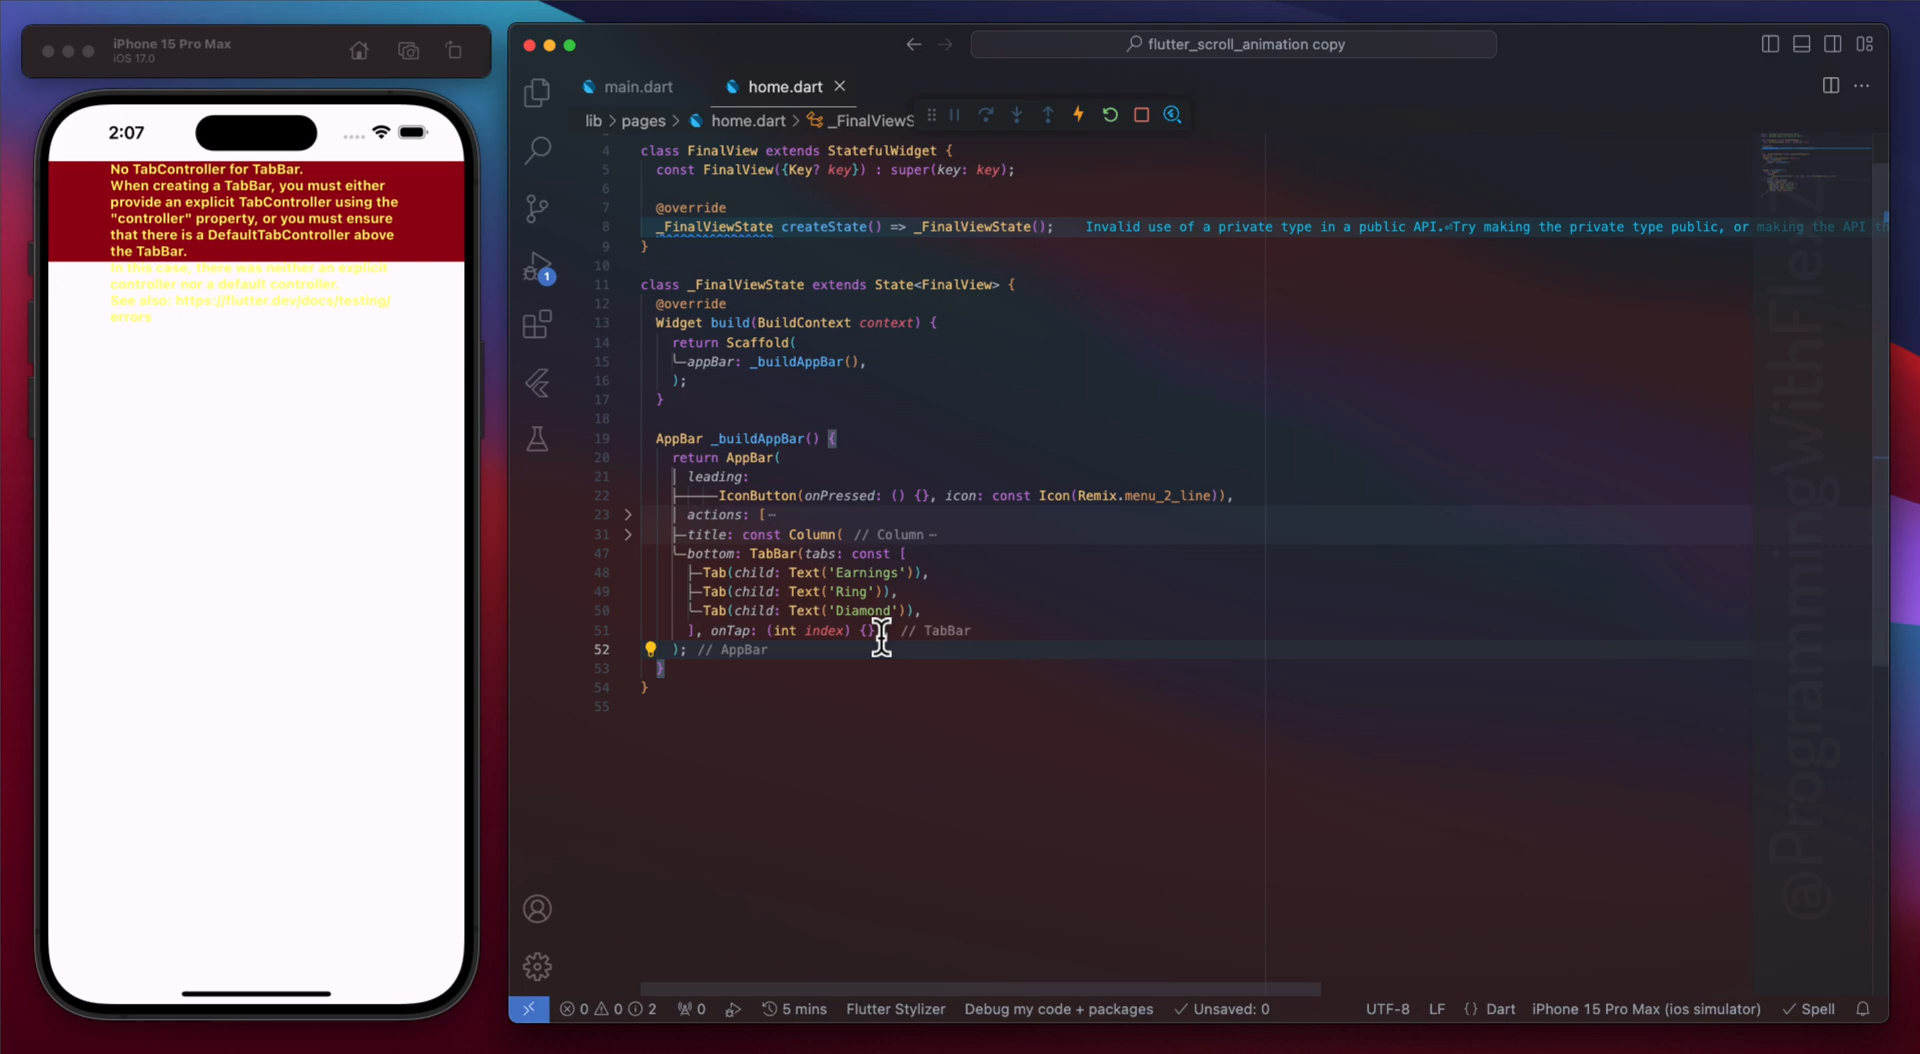 iPhone 15 Pro Max
iOS 17.0
2:07
No TabController for TabBar.
When creating a TabBar, you must either
provide an explicit TabController using the
"controller" property, or you must ensure
that there is a DefaultTabController above
the TabBar.
In this case, there was neither an explicit
controller nor a default controller.
See also: https://flutter.dev/docs/testing/
errors
flutter_scroll_animation copy
main.dart
home.dart
lib > pages > home.dart > _FinalViewS
4 class FinalView extends StatefulWidget {
5 const FinalView({Key? key}) : super(key: key);
6
7 @override
8 _FinalViewState createState() => _FinalViewState(); Invalid use of a private type in a public API.⏎Try making the private type public, or making the API th
9 }
10
11 class _FinalViewState extends State<FinalView> {
12 @override
13 Widget build(BuildContext context) {
14 return Scaffold(
15 appBar: _buildAppBar(),
16 );
17 }
18
19 AppBar _buildAppBar() {
20 return AppBar(
21 leading:
22 IconButton(onPressed: () {}, icon: const Icon(Remix.menu_2_line)),
23 actions: [⋯
31 title: const Column( // Column ⋯
47 bottom: TabBar(tabs: const [
48 Tab(child: Text('Earnings')),
49 Tab(child: Text('Ring')),
50 Tab(child: Text('Diamond')),
51 ], onTap: (int index) {} // TabBar
52 ); // AppBar
53 }
54 }
55
1
@ProgrammingWithFlexZ
0 0 2
0
5 mins
Flutter Stylizer
Debug my code + packages
Unsaved: 0
UTF-8
LF
{} Dart
iPhone 15 Pro Max (ios simulator)
Spell